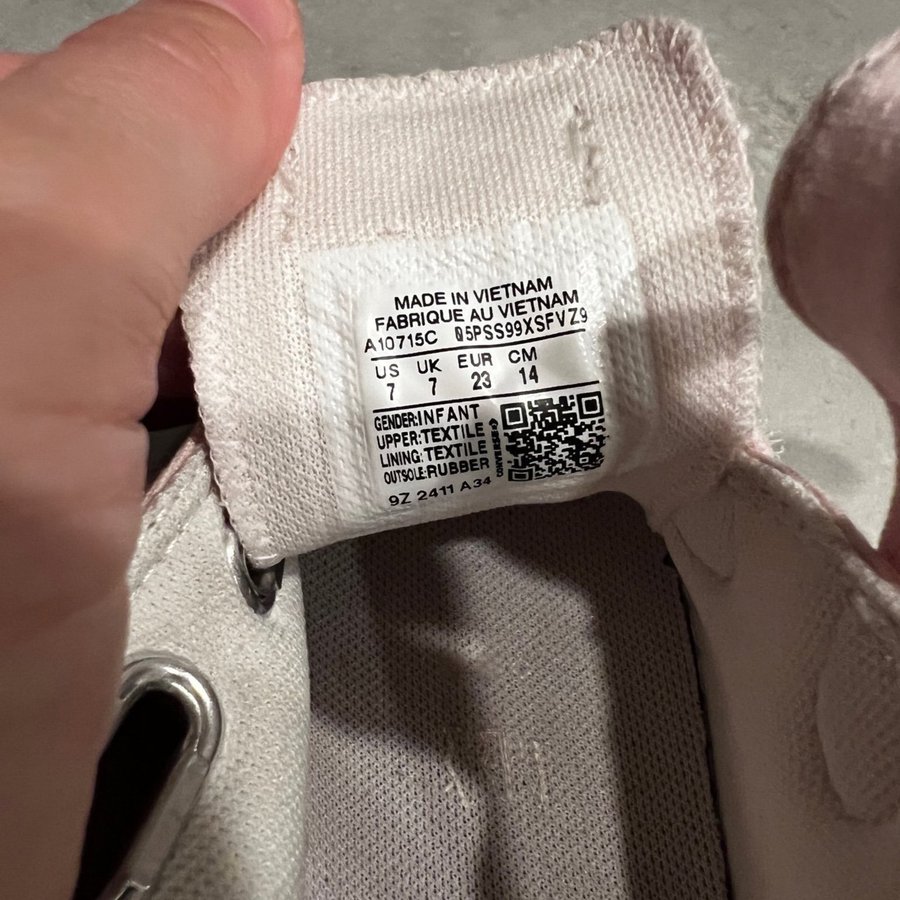 MADE IN VIETNAM
FABRIQUE AU VIETNAM
A10715C 05PSS99XSFVZ9
US UK EUR CM
7 7 23 14
GENDER:INFANT
UPPER:TEXTILE
LINING:TEXTILE
OUTSOLE:RUBBER
CONVERSE
9Z 2411 A34